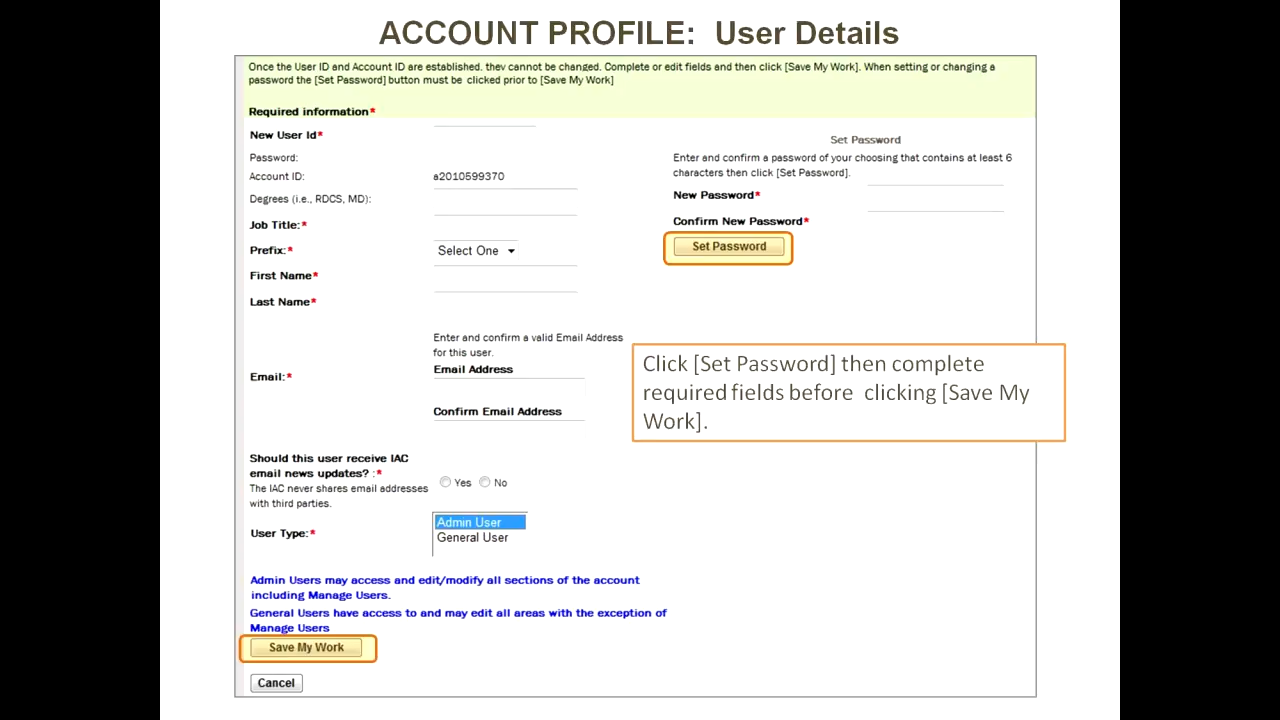 ACCOUNT PROFILE: User Details
Once the User ID and Account ID are established, they cannot be changed. Complete or edit fields and then click [Save My Work]. When setting or changing a
password the [Set Password] button must be clicked prior to [Save My Work]
Required information*
New User Id*
Password:
Account ID: a2010599370
Degrees (i.e., RDCS, MD):
Job Title:*
Prefix:* Select One
First Name*
Last Name*
Set Password
Enter and confirm a password of your choosing that contains at least 6
characters then click [Set Password].
New Password*
Confirm New Password*
Set Password
Enter and confirm a valid Email Address
for this user.
Email:*
Email Address
Confirm Email Address
Click [Set Password] then complete
required fields before clicking [Save My
Work].
Should this user receive IAC
email news updates? :*
The IAC never shares email addresses
with third parties.
Yes No
User Type:*
Admin User
General User
Admin Users may access and edit/modify all sections of the account
including Manage Users.
General Users have access to and may edit all areas with the exception of
Manage Users
Save My Work
Cancel